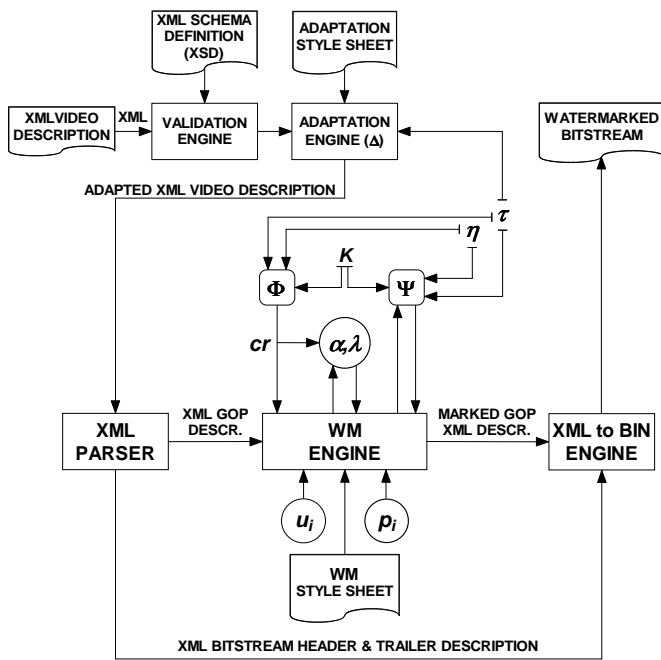 XML SCHEMA
DEFINITION
(XSD)
ADAPTATION
STYLE SHEET
XMLVIDEO
DESCRIPTION
XML
VALIDATION
ENGINE
ADAPTATION
ENGINE (Δ)
WATERMARKED
BITSTREAM
ADAPTED XML VIDEO DESCRIPTION
τ
η
K
Φ
Ψ
cr
α,λ
XML
PARSER
XML GOP
DESCR.
WM
ENGINE
MARKED GOP
XML DESCR.
XML to BIN
ENGINE
ui
pi
WM
STYLE SHEET
XML BITSTREAM HEADER & TRAILER DESCRIPTION